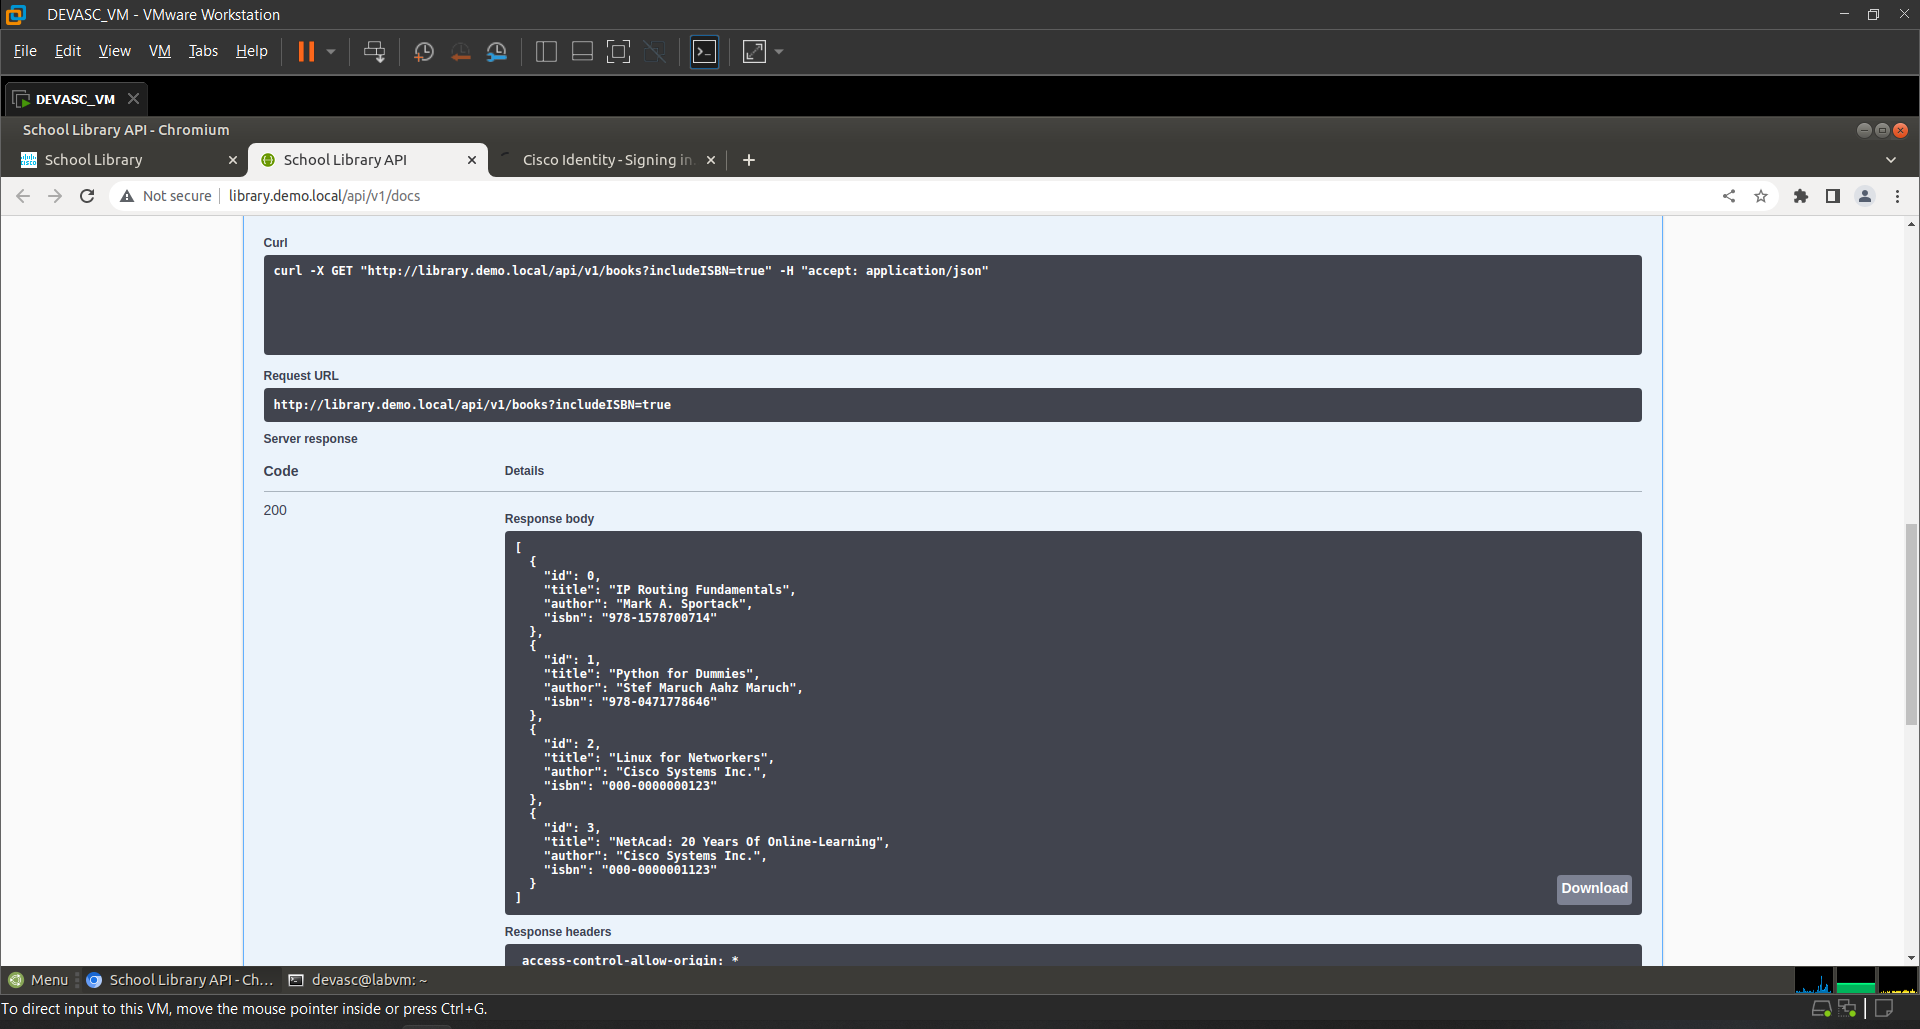 DEVASC_VM - VMware Workstation
File Edit View VM Tabs Help
DEVASC_VM
School Library API - Chromium
School Library
School Library API
Cisco Identity - Signing in
Not secure
library.demo.local/api/v1/docs
Curl
curl -X GET "http://library.demo.local/api/v1/books?includeISBN=true" -H "accept: application/json"
Request URL
http://library.demo.local/api/v1/books?includeISBN=true
Server response
Code Details
200
Response body
[
  {
    "id": 0,
    "title": "IP Routing Fundamentals",
    "author": "Mark A. Sportack",
    "isbn": "978-1578700714"
  },
  {
    "id": 1,
    "title": "Python for Dummies",
    "author": "Stef Maruch Aahz Maruch",
    "isbn": "978-0471778646"
  },
  {
    "id": 2,
    "title": "Linux for Networkers",
    "author": "Cisco Systems Inc.",
    "isbn": "000-0000000123"
  },
  {
    "id": 3,
    "title": "NetAcad: 20 Years Of Online-Learning",
    "author": "Cisco Systems Inc.",
    "isbn": "000-0000001123"
  }
]
Download
Response headers
access-control-allow-origin: *
Menu School Library API - Ch... devasc@labvm: ~
To direct input to this VM, move the mouse pointer inside or press Ctrl+G.